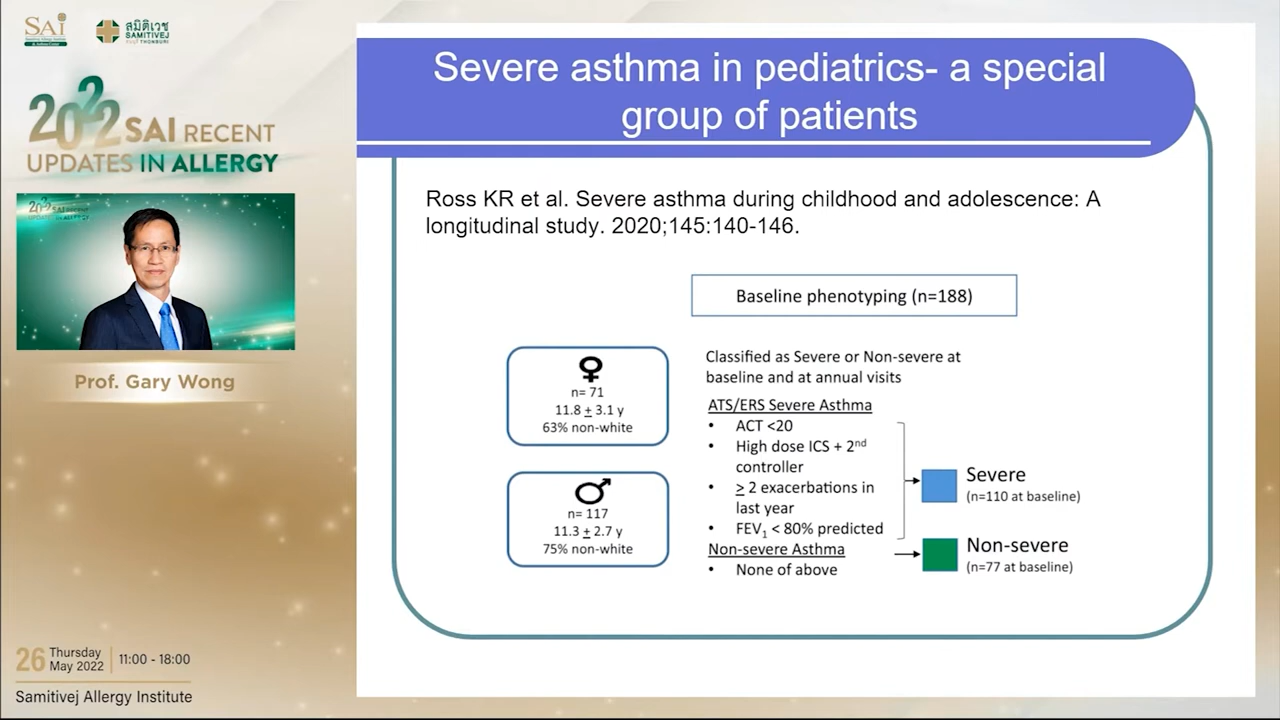 SAi
สมิติเวช
SAMITIVEJ
THONBURI
2022 SAI RECENT
UPDATES IN ALLERGY
Prof. Gary Wong
26 Thursday
May 2022
11:00 - 18:00
Samitivej Allergy Institute
Severe asthma in pediatrics- a special
group of patients
Ross KR et al. Severe asthma during childhood and adolescence: A
longitudinal study. 2020;145:140-146.
Baseline phenotyping (n=188)
n= 71
11.8 ± 3.1 y
63% non-white
n= 117
11.3 ± 2.7 y
75% non-white
Classified as Severe or Non-severe at
baseline and at annual visits
ATS/ERS Severe Asthma
• ACT <20
• High dose ICS + 2nd
controller
• ≥ 2 exacerbations in
last year
• FEV1 < 80% predicted
Non-severe Asthma
• None of above
Severe
(n=110 at baseline)
Non-severe
(n=77 at baseline)